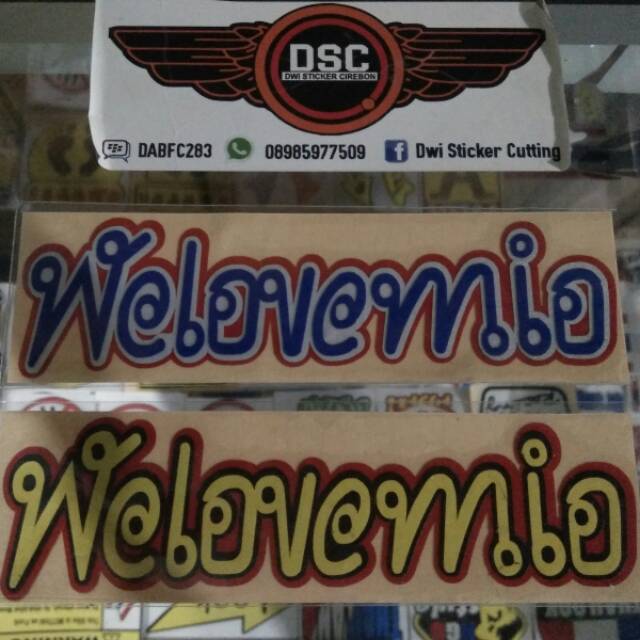 DSC
DWI STICKER CIREBON
DABFC283 08985977509 Dwi Sticker Cutting
Welovemio
Welovemio